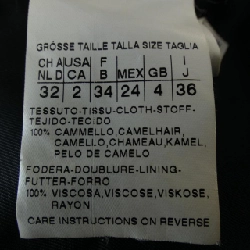 GRÖSSE TAILLE TALLA SIZE TAGLIA
CH A USA F I
NL D CA B MEX GB J
32 2 34 24 4 36
TESSUTO-TISSU-CLOTH-STOFF-
TEJIDO-TECIDO
100% CAMMELLO,CAMELHAIR,
CAMELLO,CHAMEAU,KAMEL,
PELO DE CAMELO
FODERA-DOUBLURE-LINING-
FUTTER-FORRO
100% VISCOSA,VISCOSE,VISKOSE,
RAYON
CARE INSTRUCTIONS ON REVERSE